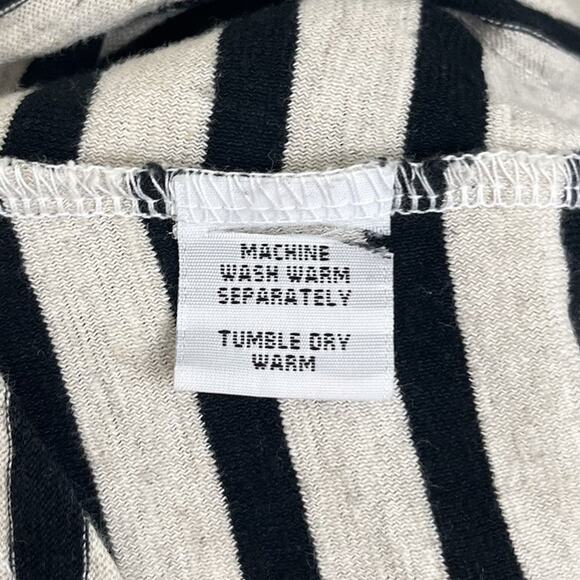 MACHINE
WASH WARM
SEPARATELY
TUMBLE DRY
WARM